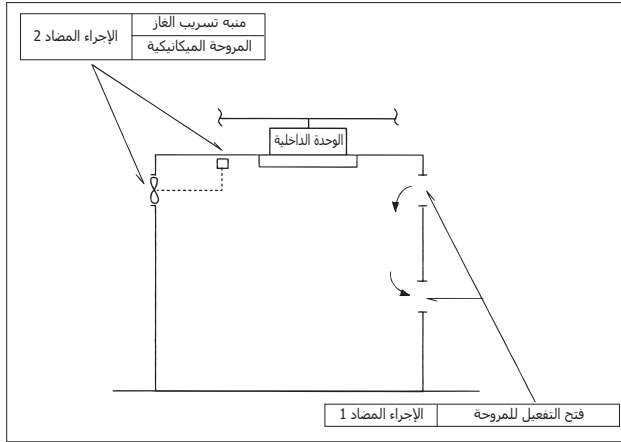 منبه تسريب الغاز
الإجراء المضاد 2
المروحة الميكانيكية
الوحدة الداخلية
فتح التفعيل للمروحة
الإجراء المضاد 1